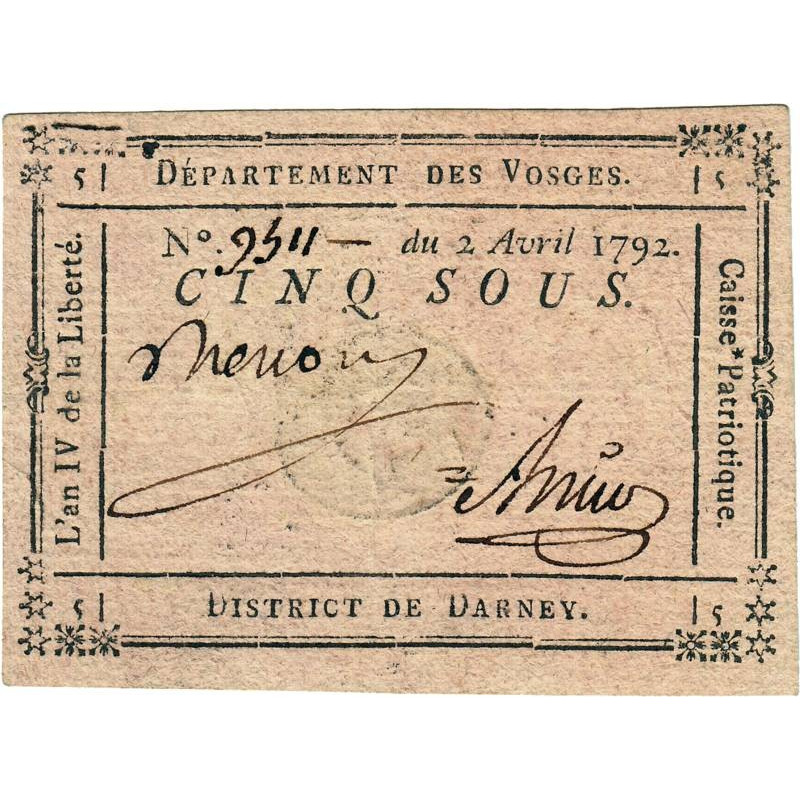 5 DÉPARTEMENT DES VOSGES. 5
L'an IV de la Liberté.
N°. 9511 — du 2 Avril 1792.
CINQ SOUS.
Caisse* Patriotique.
5 DISTRICT DE DARNEY. 5